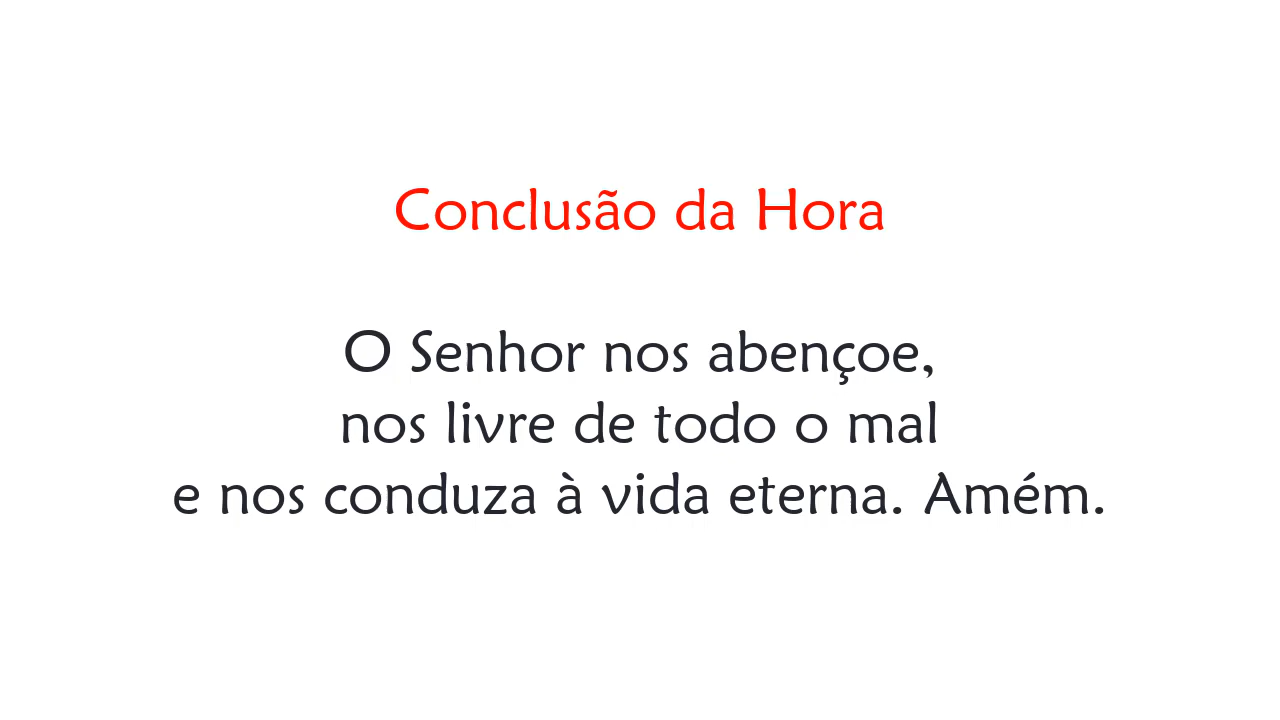 Conclusão da Hora
O Senhor nos abençoe,
nos livre de todo o mal
e nos conduza à vida eterna. Amém.